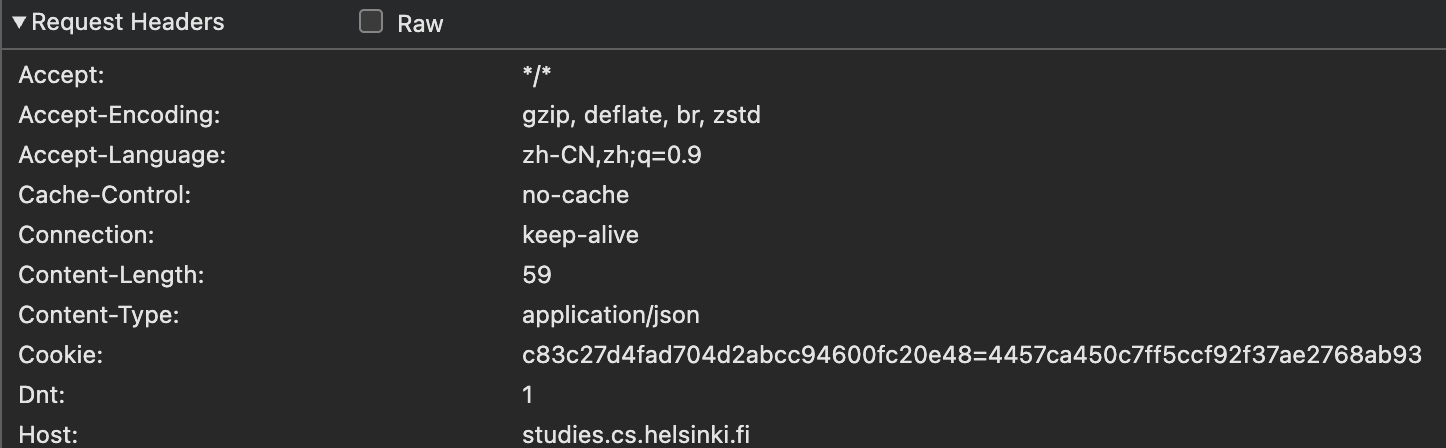 Request Headers Raw
Accept: */*
Accept-Encoding: gzip, deflate, br, zstd
Accept-Language: zh-CN,zh;q=0.9
Cache-Control: no-cache
Connection: keep-alive
Content-Length: 59
Content-Type: application/json
Cookie: c83c27d4fad704d2abcc94600fc20e48=4457ca450c7ff5ccf92f37ae2768ab93
Dnt: 1
Host: studies.cs.helsinki.fi